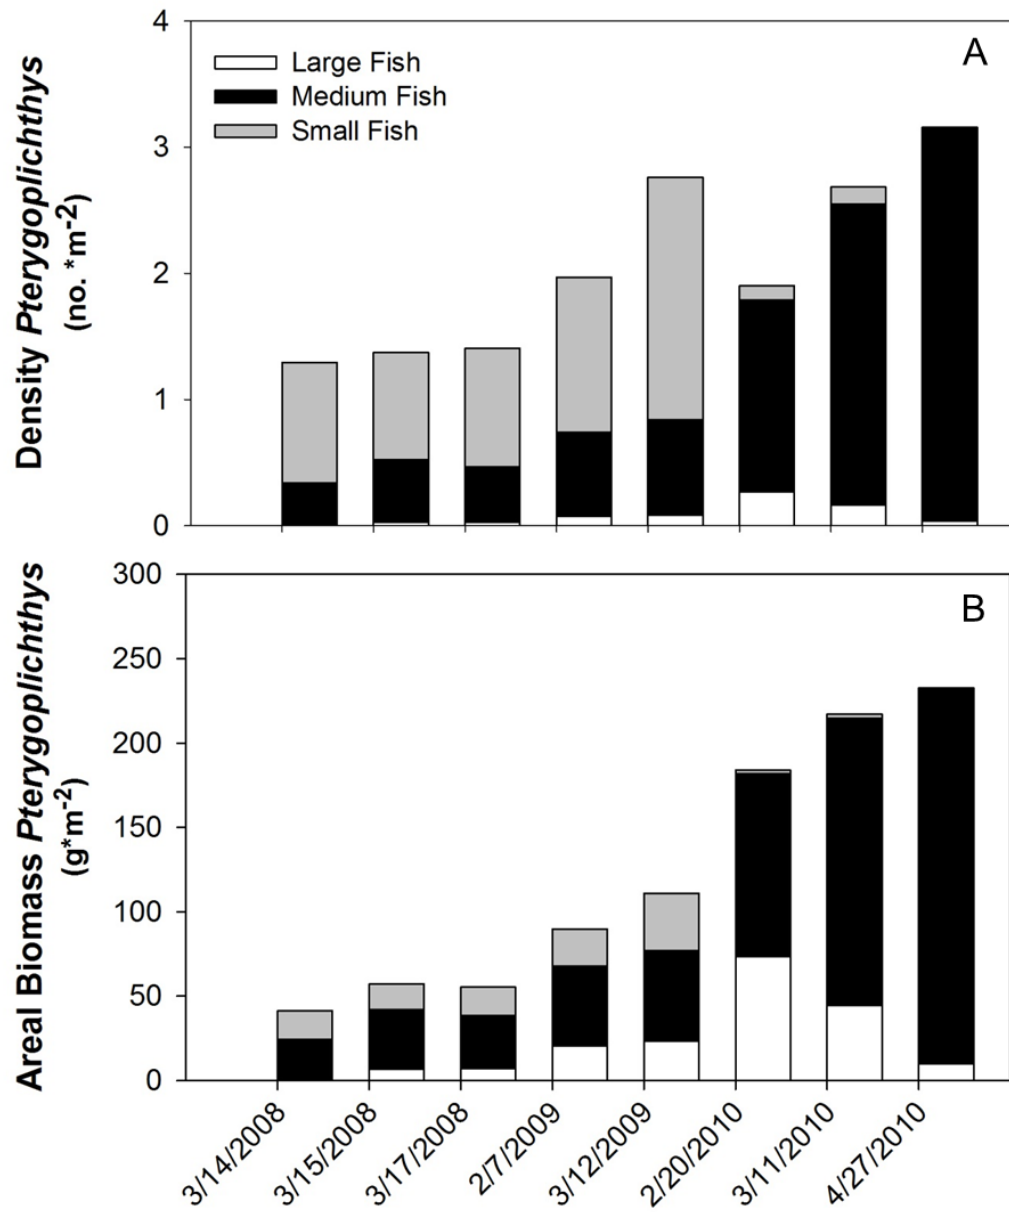 4
A
Large Fish
Medium Fish
Small Fish
3
2
1
0
Density Pterygoplichthys
(no. *m-2)
300
B
250
200
150
100
50
0
Areal Biomass Pterygoplichthys
(g*m-2)
3/14/2008
3/15/2008
3/17/2008
2/7/2009
3/12/2009
2/20/2010
3/11/2010
4/27/2010